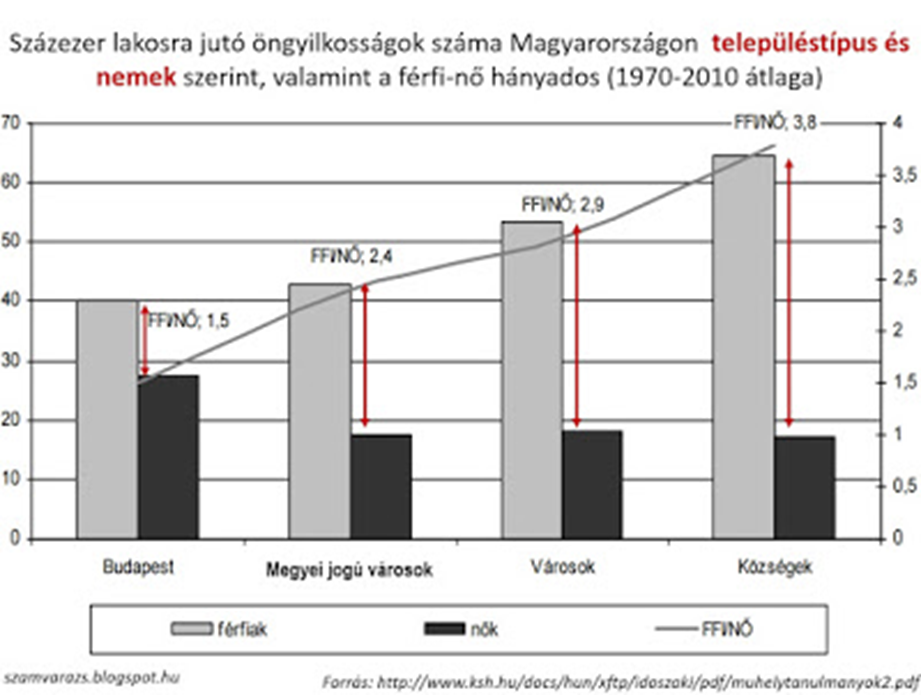 Százezer lakosra jutó öngyilkosságok száma Magyarországon településtípus és
nemek szerint, valamint a férfi-nő hányados (1970-2010 átlaga)
70
60
50
40
30
20
10
0
4
3,5
3
2,5
2
1,5
1
0,5
0
FFI/NŐ; 1,5
FFI/NŐ; 2,4
FFI/NŐ; 2,9
FFI/NŐ; 3,8
Budapest
Megyei jogú városok
Városok
Községek
férfiak
nők
FFI/NŐ
szamvarazs.blogspot.hu
Forrás: http://www.ksh.hu/docs/hun/xftp/idoszaki/pdf/muhelytanulmanyok2.pdf